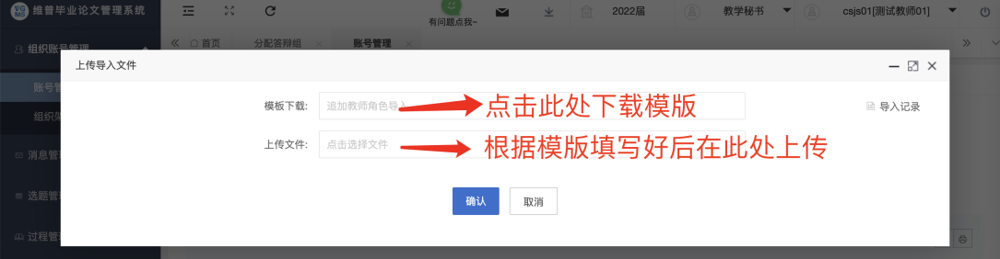 维普毕业论文管理系统
有问题点我~
2022届
教学秘书
csjs01[测试教师01]
组织账号管理
首页
分配答辩组
账号管理
上传导入文件
账号管
模板下载:
追加教师角色导入
点击此处下载模版
导入记录
组织架
上传文件:
点击选择文件
根据模版填写好后在此处上传
消息管
选题管
确认
取消
过程管